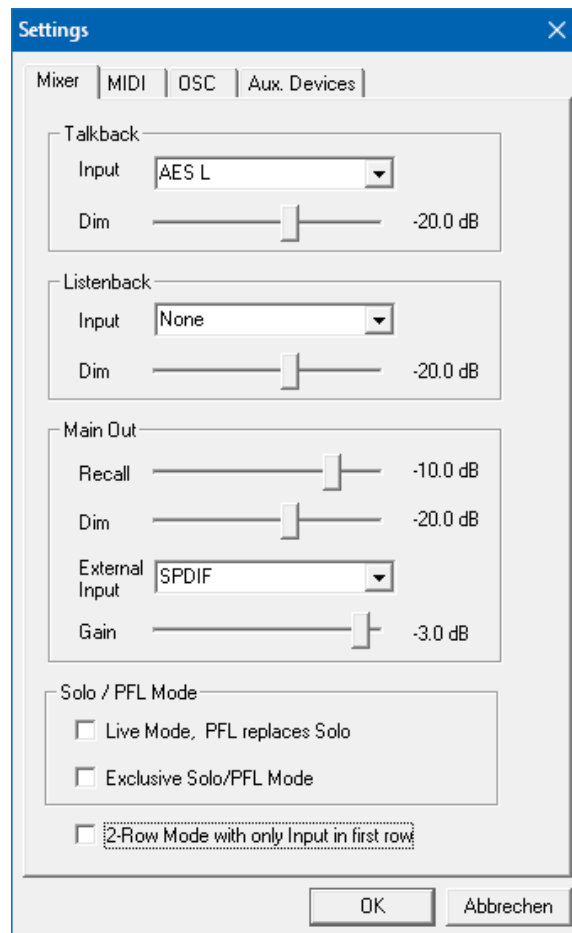 Settings
Mixer MIDI OSC Aux. Devices
Talkback
Input AES L
Dim -20.0 dB
Listenback
Input None
Dim -20.0 dB
Main Out
Recall -10.0 dB
Dim -20.0 dB
External
Input SPDIF
Gain -3.0 dB
Solo / PFL Mode
Live Mode, PFL replaces Solo
Exclusive Solo/PFL Mode
2-Row Mode with only Input in first row
OK Abbrechen